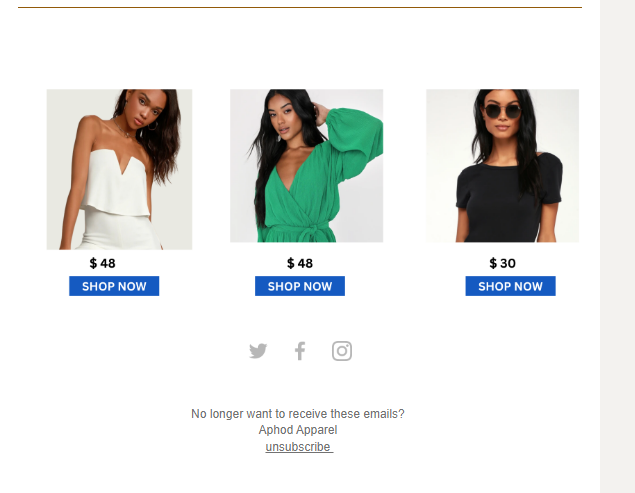 $ 48 $ 48 $ 30
SHOP NOW SHOP NOW SHOP NOW
No longer want to receive these emails?
Aphod Apparel
unsubscribe